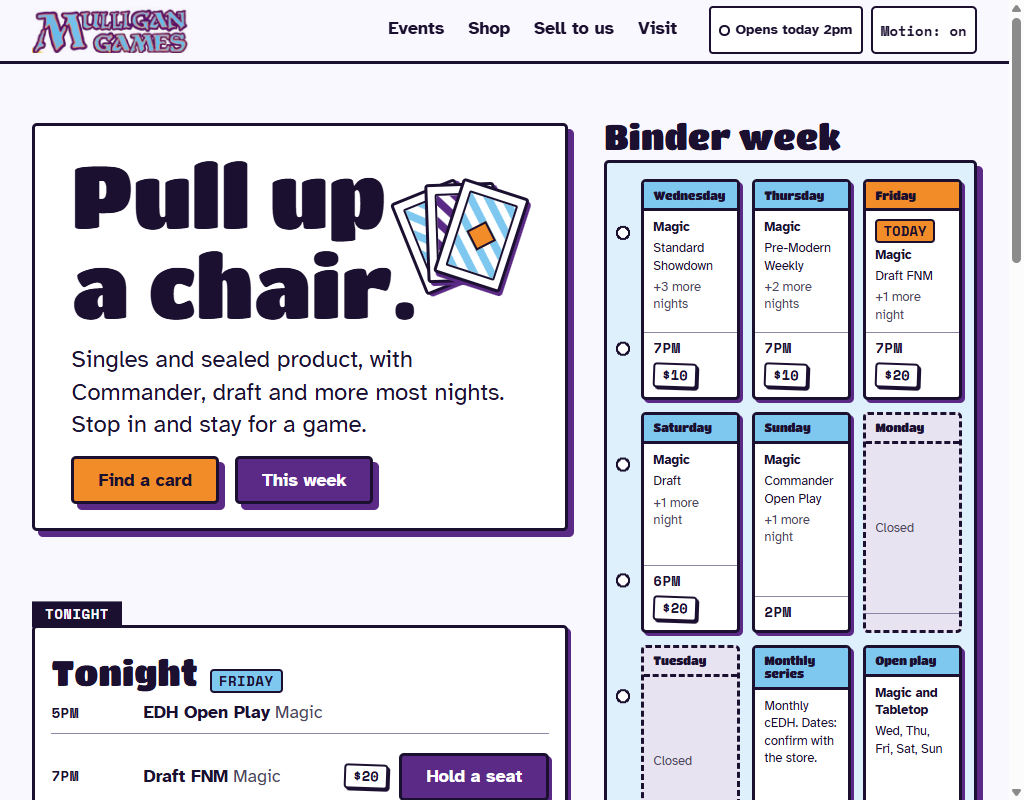 MULLIGAN
GAMES
Events Shop Sell to us Visit
Opens today 2pm
Motion: on
Pull up
a chair.
Singles and sealed product, with
Commander, draft and more most nights.
Stop in and stay for a game.
Find a card
This week
TONIGHT
Tonight FRIDAY
5PM EDH Open Play Magic
7PM Draft FNM Magic $20 Hold a seat
Binder week
Wednesday
Magic
Standard
Showdown
+3 more
nights
7PM
$10
Thursday
Magic
Pre-Modern
Weekly
+2 more
nights
7PM
$10
Friday
TODAY
Magic
Draft FNM
+1 more
night
7PM
$20
Saturday
Magic
Draft
+1 more
night
6PM
$20
Sunday
Magic
Commander
Open Play
+1 more
night
2PM
Monday
Closed
Tuesday
Closed
Monthly
series
Monthly
cEDH. Dates:
confirm with
the store.
Open play
Magic and
Tabletop
Wed, Thu,
Fri, Sat, Sun